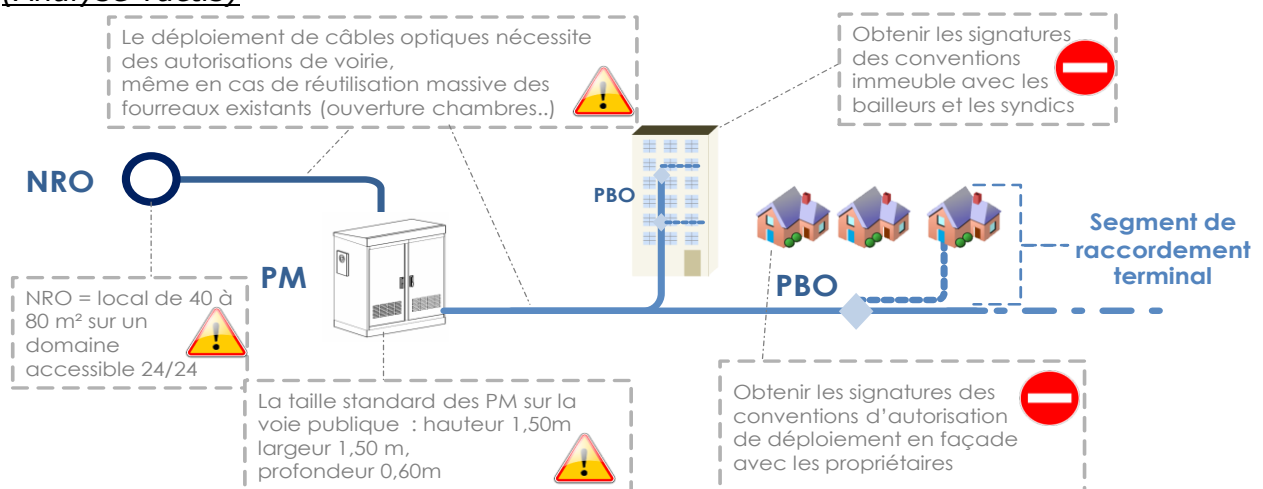 Le déploiement de câbles optiques nécessite
des autorisations de voirie,
même en cas de réutilisation massive des
fourreaux existants (ouverture chambres..)
Obtenir les signatures
des conventions
immeuble avec les
bailleurs et les syndics
NRO
PBO
PM
PBO
Segment de
raccordement
terminal
NRO = local de 40 à
80 m² sur un
domaine
accessible 24/24
La taille standard des PM sur la
voie publique : hauteur 1,50m
largeur 1,50 m,
profondeur 0,60m
Obtenir les signatures des
conventions d'autorisation
de déploiement en façade
avec les propriétaires